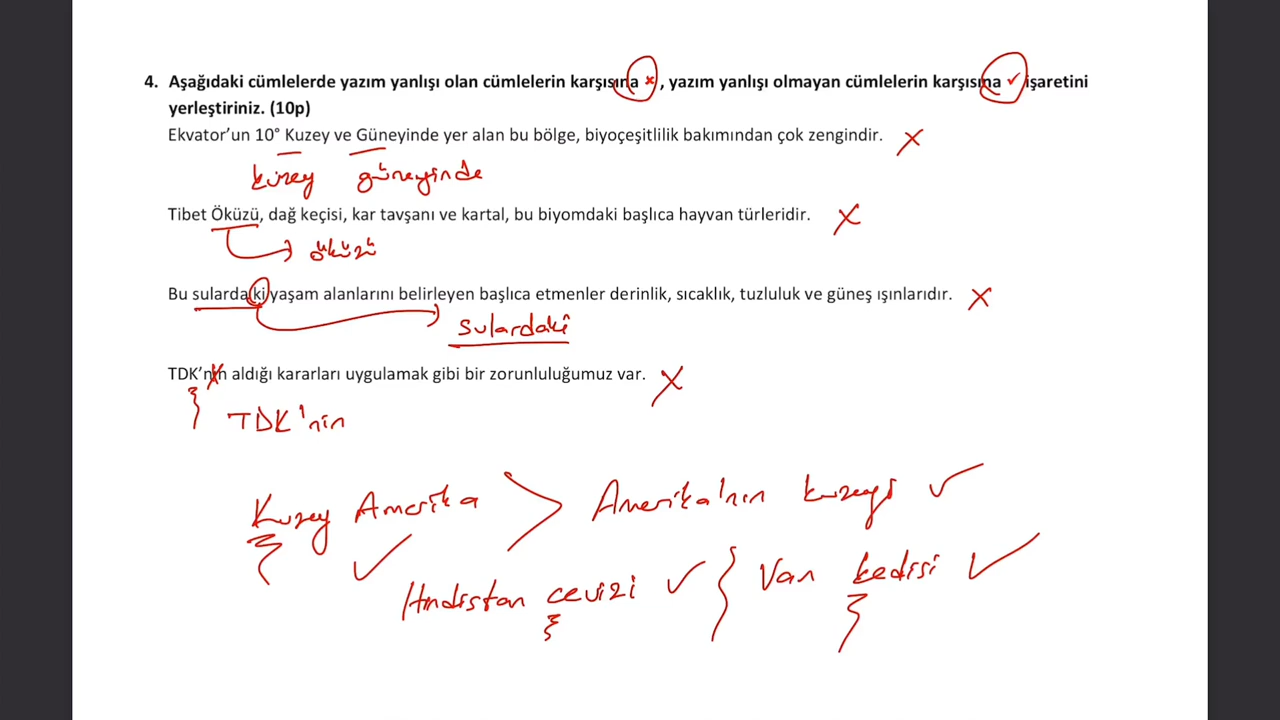 4. Aşağıdaki cümlelerde yazım yanlışı olan cümlelerin karşısına ✗, yazım yanlışı olmayan cümlelerin karşısına ✓ işaretini
yerleştiriniz. (10p)
Ekvator’un 10° Kuzey ve Güneyinde yer alan bu bölge, biyoçeşitlilik bakımından çok zengindir. ✗
kuzey güneyinde
Tibet Öküzü, dağ keçisi, kar tavşanı ve kartal, bu biyomdaki başlıca hayvan türleridir. ✗
öküzü
Bu sularda ki yaşam alanlarını belirleyen başlıca etmenler derinlik, sıcaklık, tuzluluk ve güneş ışınlarıdır. ✗
sulardaki
TDK’nın aldığı kararları uygulamak gibi bir zorunluluğumuz var. ✗
TDK'nin
Kuzey Amerika > Amerika'nın kuzeyi ✓
✓ Hindistan cevizi ✓ Van kedisi ✓